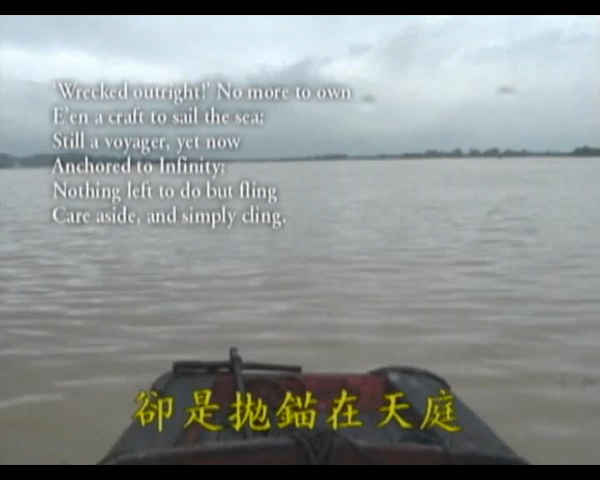 'Wrecked outright!' No more to own
E'en a craft to sail the sea;
Still a voyager, yet now
Anchored to Infinity;
Nothing left to do but fling
Care aside, and simply cling.
卻是拋錨在天庭